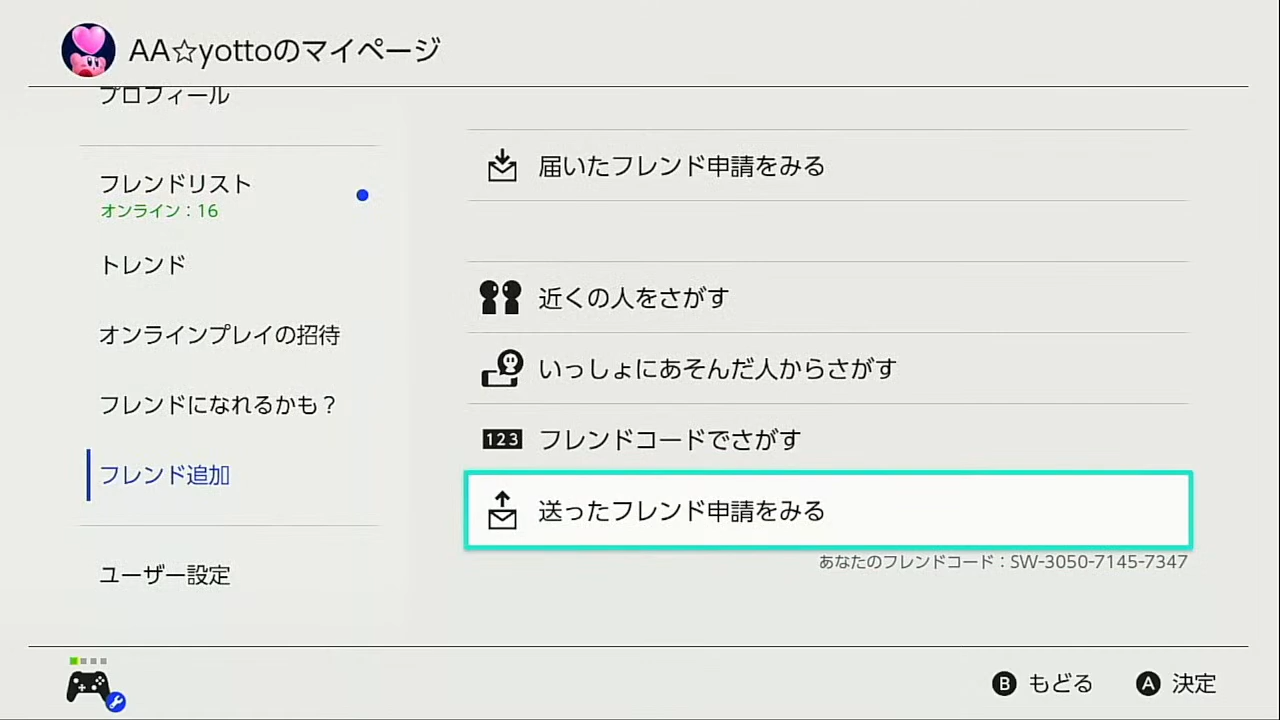 AA☆yottoのマイページ
プロフィール
フレンドリスト
オンライン：16
トレンド
オンラインプレイの招待
フレンドになれるかも？
フレンド追加
ユーザー設定
届いたフレンド申請をみる
近くの人をさがす
いっしょにあそんだ人からさがす
123 フレンドコードでさがす
送ったフレンド申請をみる
あなたのフレンドコード：SW-3050-7145-7347
B もどる A 決定